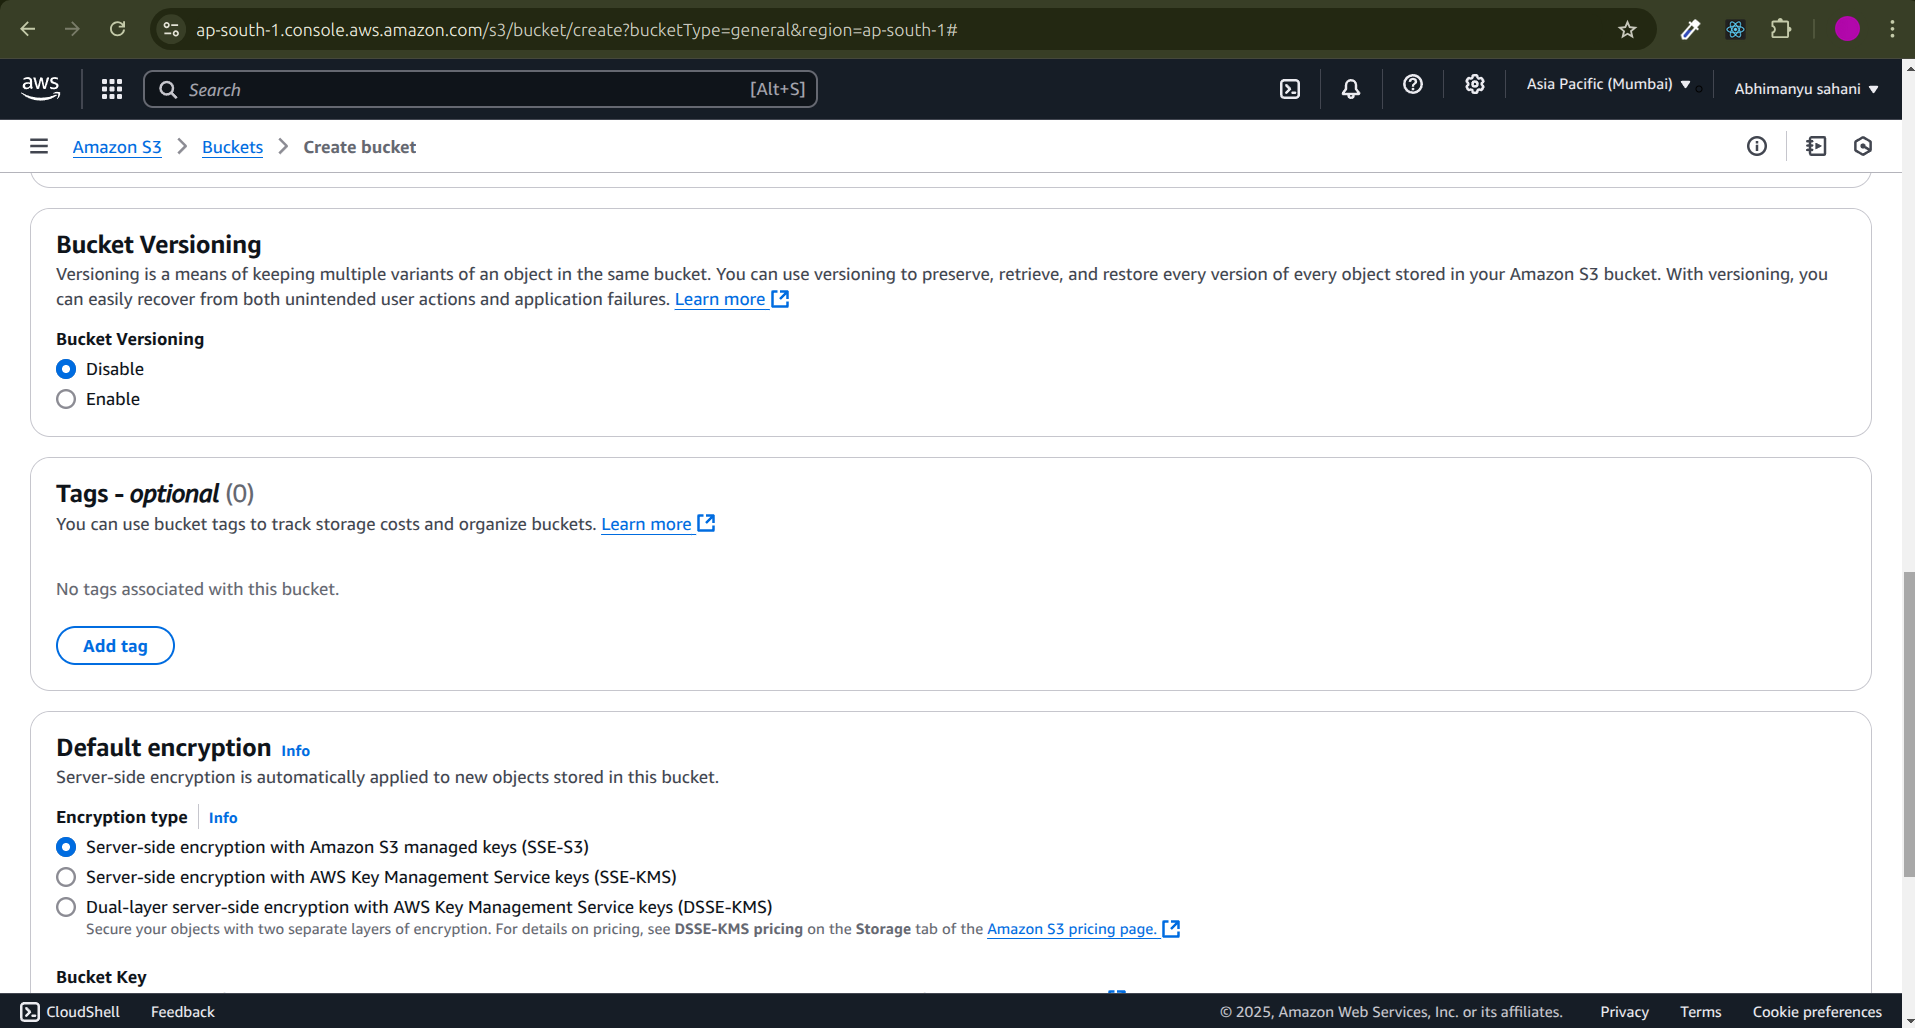 ap-south-1.console.aws.amazon.com/s3/bucket/create?bucketType=general&region=ap-south-1#
aws
Search
[Alt+S]
Asia Pacific (Mumbai)
Abhimanyu sahani
Amazon S3 > Buckets > Create bucket
Bucket Versioning
Versioning is a means of keeping multiple variants of an object in the same bucket. You can use versioning to preserve, retrieve, and restore every version of every object stored in your Amazon S3 bucket. With versioning, you
can easily recover from both unintended user actions and application failures. Learn more
Bucket Versioning
Disable
Enable
Tags - optional (0)
You can use bucket tags to track storage costs and organize buckets. Learn more
No tags associated with this bucket.
Add tag
Default encryption Info
Server-side encryption is automatically applied to new objects stored in this bucket.
Encryption type Info
Server-side encryption with Amazon S3 managed keys (SSE-S3)
Server-side encryption with AWS Key Management Service keys (SSE-KMS)
Dual-layer server-side encryption with AWS Key Management Service keys (DSSE-KMS)
Secure your objects with two separate layers of encryption. For details on pricing, see DSSE-KMS pricing on the Storage tab of the Amazon S3 pricing page.
Bucket Key
CloudShell
Feedback
© 2025, Amazon Web Services, Inc. or its affiliates.
Privacy
Terms
Cookie preferences